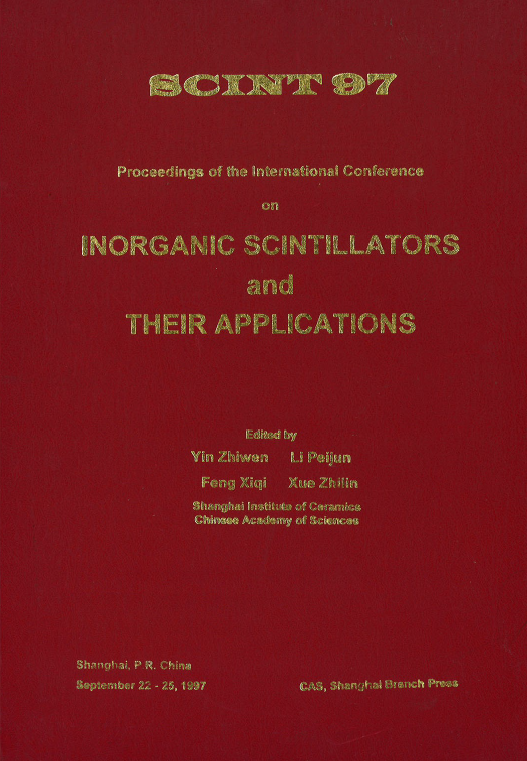 SCINT 97
Proceedings of the International Conference
on
INORGANIC SCINTILLATORS
and
THEIR APPLICATIONS
Edited by
Yin Zhiwen Li Peijun
Feng Xiqi Xue Zhilin
Shanghai Institute of Ceramics
Chinese Academy of Sciences
Shanghai, P.R. China
September 22 - 25, 1997
CAS, Shanghai Branch Press